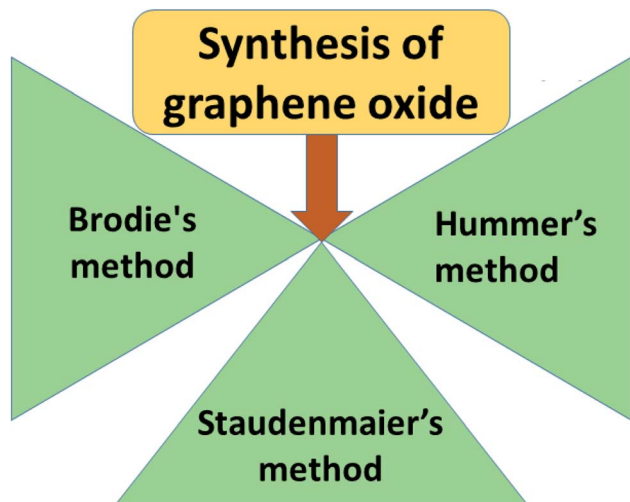 Synthesis of
graphene oxide
Brodie's
method
Hummer’s
method
Staudenmaier’s
method